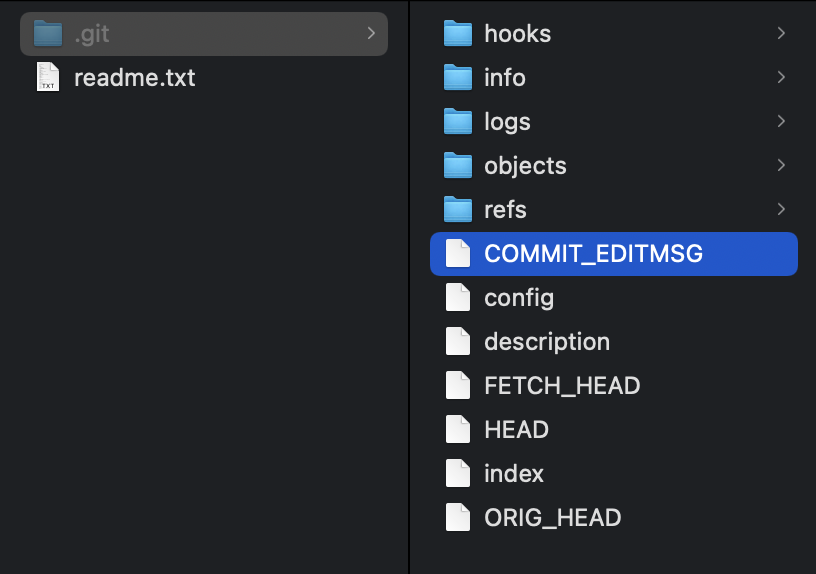 .git
readme.txt
TXT
hooks
info
logs
objects
refs
COMMIT_EDITMSG
config
description
FETCH_HEAD
HEAD
index
ORIG_HEAD